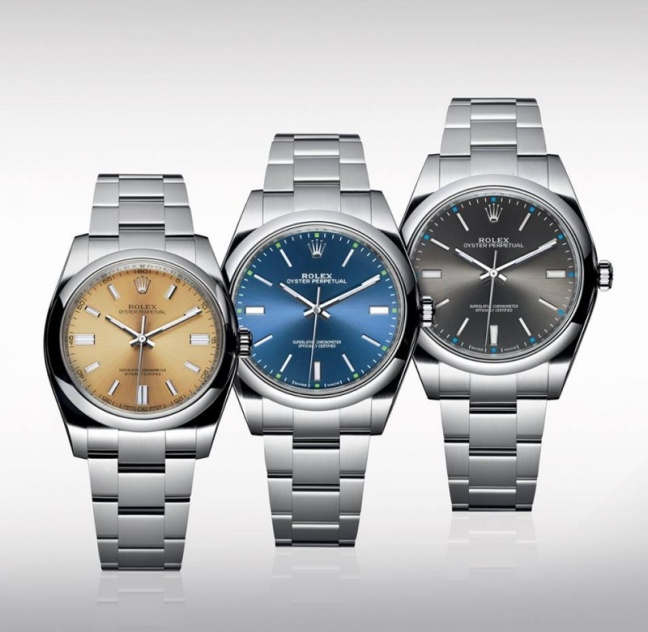 ROLEX
OYSTER PERPETUAL
SUPERLATIVE CHRONOMETER
OFFICIALLY CERTIFIED
ROLEX
OYSTER PERPETUAL
SUPERLATIVE CHRONOMETER
OFFICIALLY CERTIFIED
ROLEX
OYSTER PERPETUAL
SUPERLATIVE CHRONOMETER
OFFICIALLY CERTIFIED